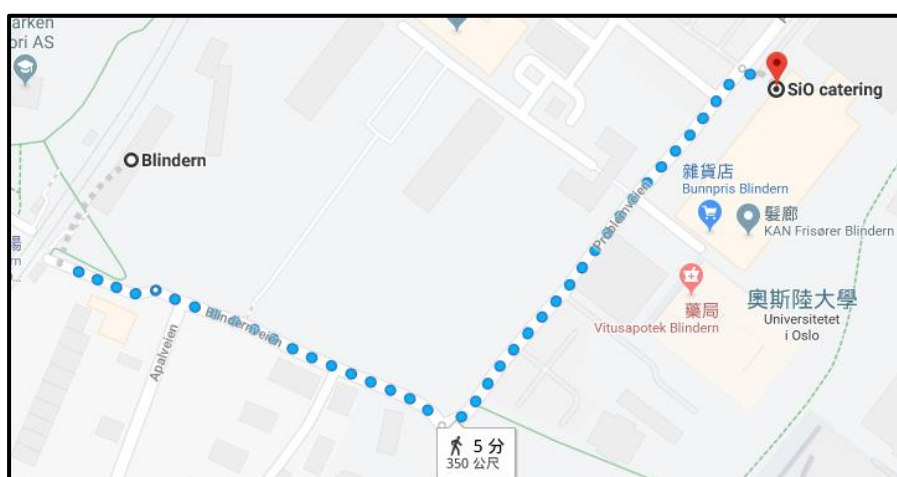 arken
ori AS
Blindern
SiO catering
雜貨店
Bunnpris Blindern
髮廊
KAN Frisører Blindern
Problemveien
藥局
Vitusapotek Blindern
奧斯陸大學
Universitetet
i Oslo
Blindernveien
Apalveien
5 分
350 公尺